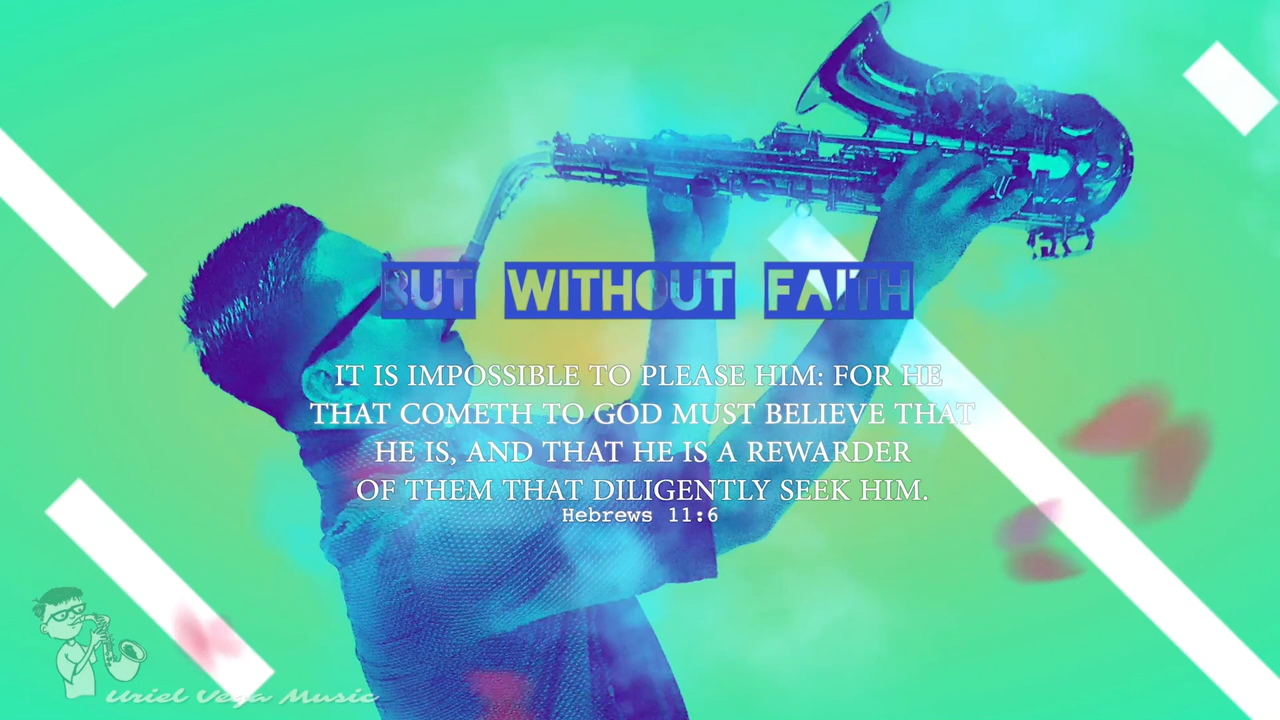 BUT WITHOUT FAITH
IT IS IMPOSSIBLE TO PLEASE HIM: FOR HE
THAT COMETH TO GOD MUST BELIEVE THAT
HE IS, AND THAT HE IS A REWARDER
OF THEM THAT DILIGENTLY SEEK HIM.
Hebrews 11:6
Uriel Vega Music